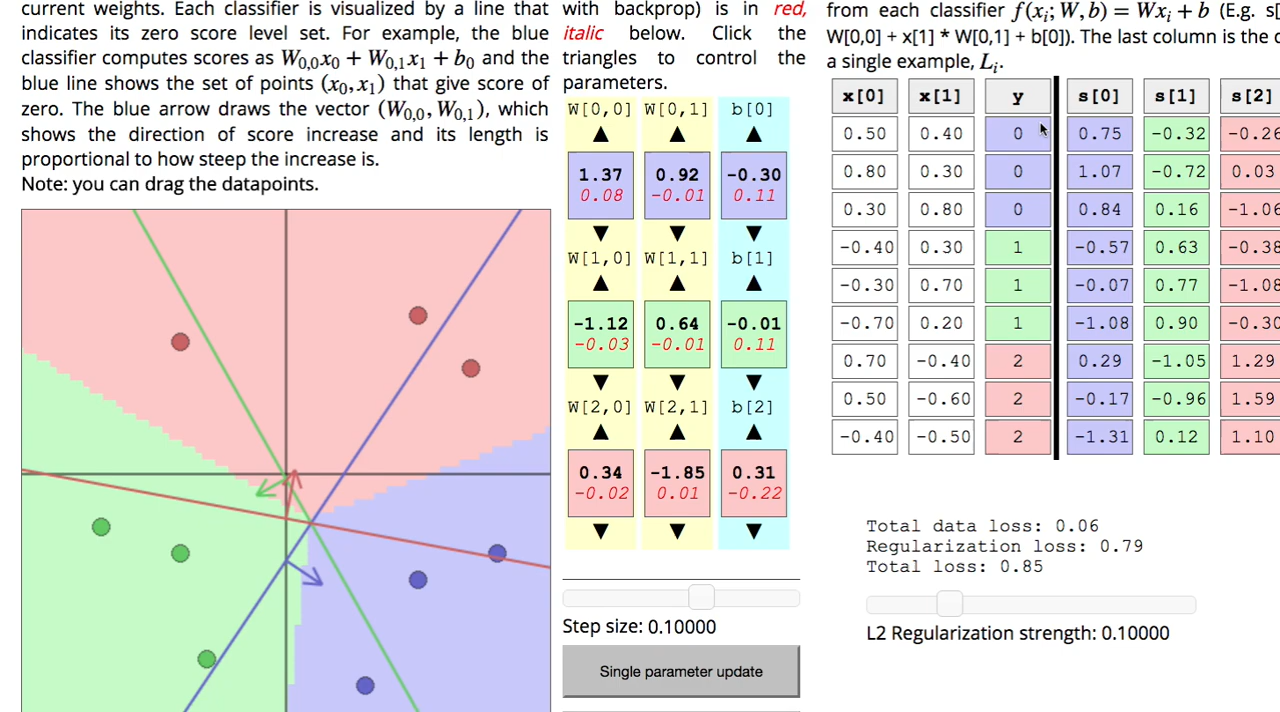 current weights. Each classifier is visualized by a line that
indicates its zero score level set. For example, the blue
classifier computes scores as W0,0x0 + W0,1x1 + b0 and the
blue line shows the set of points (x0, x1) that give score of
zero. The blue arrow draws the vector (W0,0, W0,1), which
shows the direction of score increase and its length is
proportional to how steep the increase is.
Note: you can drag the datapoints.
with backprop) is in red,
italic below. Click the
triangles to control the
parameters.
W[0,0] W[0,1] b[0]
▲ ▲ ▲
1.37 0.92 -0.30
0.08 -0.01 0.11
▼ ▼ ▼
W[1,0] W[1,1] b[1]
▲ ▲ ▲
-1.12 0.64 -0.01
-0.03 -0.01 0.11
▼ ▼ ▼
W[2,0] W[2,1] b[2]
▲ ▲ ▲
0.34 -1.85 0.31
-0.02 0.01 -0.22
▼ ▼ ▼
Step size: 0.10000
Single parameter update
from each classifier f(xi; W, b) = Wxi + b (E.g. s[
W[0,0] + x[1] * W[0,1] + b[0]). The last column is the
a single example, Li.
x[0] x[1] y s[0] s[1] s[2]
0.50 0.40 0 0.75 -0.32 -0.26
0.80 0.30 0 1.07 -0.72 0.03
0.30 0.80 0 0.84 0.16 -1.06
-0.40 0.30 1 -0.57 0.63 -0.38
-0.30 0.70 1 -0.07 0.77 -1.08
-0.70 0.20 1 -1.08 0.90 -0.30
0.70 -0.40 2 0.29 -1.05 1.29
0.50 -0.60 2 -0.17 -0.96 1.59
-0.40 -0.50 2 -1.31 0.12 1.10
Total data loss: 0.06
Regularization loss: 0.79
Total loss: 0.85
L2 Regularization strength: 0.10000